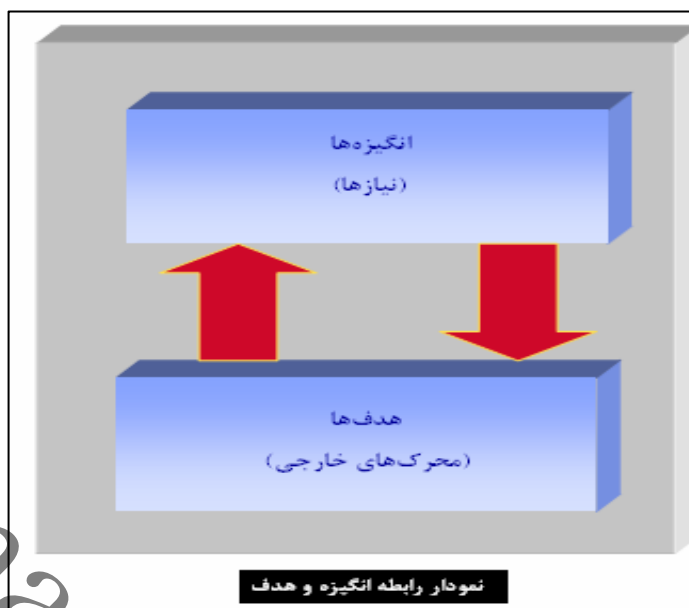 انگیزه‌ها
(نیازها)
هدف‌ها
(محرک‌های خارجی)
نمودار رابطه انگیزه و هدف